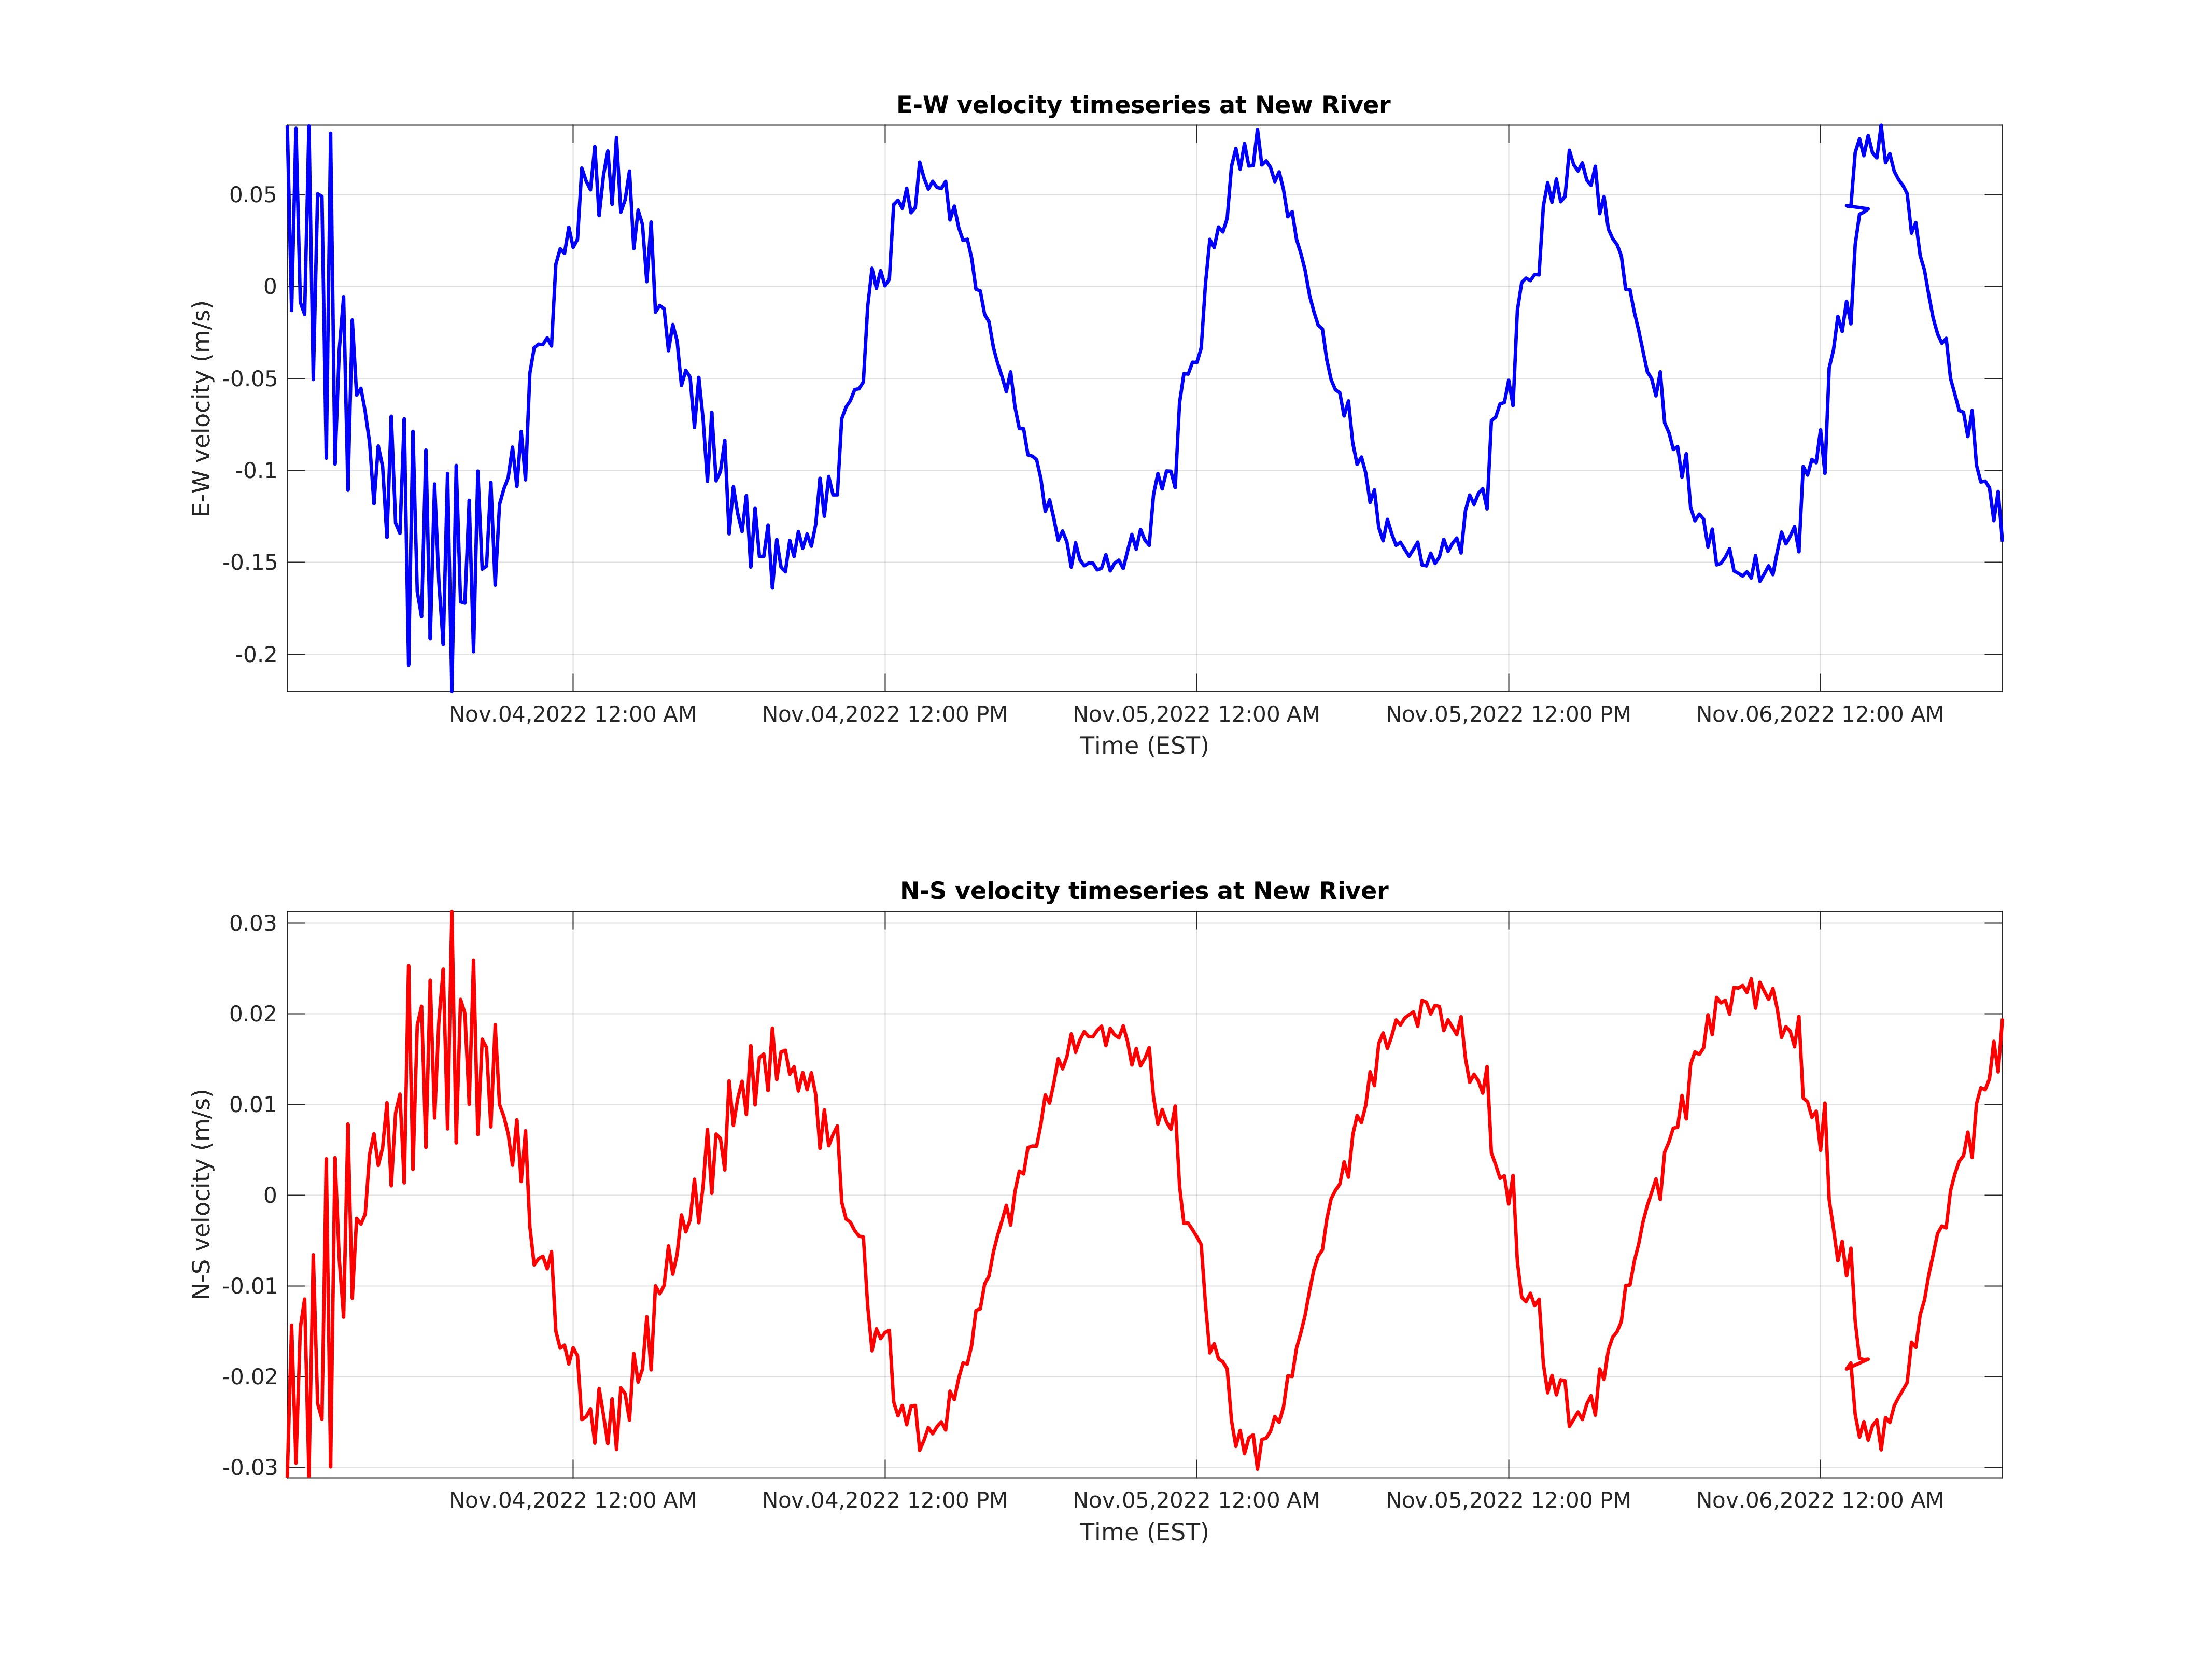 E-W velocity timeseries at New River
E-W velocity (m/s)
0.05
0
-0.05
-0.1
-0.15
-0.2
Nov.04,2022 12:00 AM
Nov.04,2022 12:00 PM
Nov.05,2022 12:00 AM
Nov.05,2022 12:00 PM
Nov.06,2022 12:00 AM
Time (EST)
N-S velocity timeseries at New River
N-S velocity (m/s)
0.03
0.02
0.01
0
-0.01
-0.02
-0.03
Nov.04,2022 12:00 AM
Nov.04,2022 12:00 PM
Nov.05,2022 12:00 AM
Nov.05,2022 12:00 PM
Nov.06,2022 12:00 AM
Time (EST)